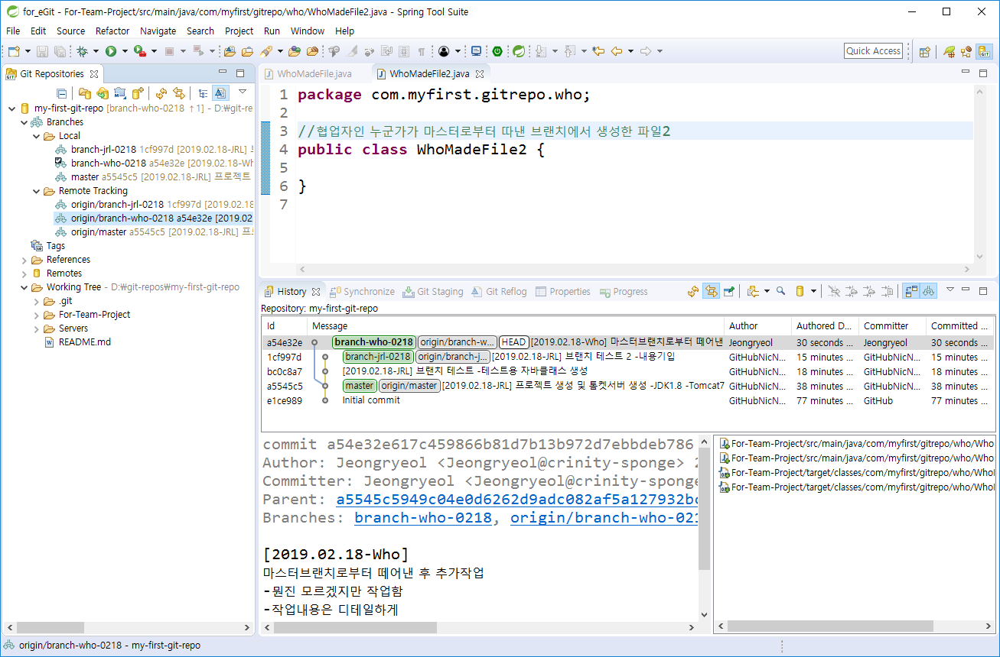 for_eGit - For-Team-Project/src/main/java/com/myfirst/gitrepo/who/WhoMadeFile2.java - Spring Tool Suite
File Edit Source Refactor Navigate Search Project Run Window Help
Quick Access
Git Repositories
my-first-git-repo [branch-who-0218 ↑1] - D:₩git-re
Branches
Local
branch-jrl-0218 1cf997d [2019.02.18-JRL]
branch-who-0218 a54e32e [2019.02.18-Wh
master a5545c5 [2019.02.18-JRL] 프로젝트
Remote Tracking
origin/branch-jrl-0218 1cf997d [2019.02.18
origin/branch-who-0218 a54e32e [2019.02
origin/master a5545c5 [2019.02.18-JRL] 프
Tags
References
Remotes
Working Tree - D:₩git-repos₩my-first-git-repo
.git
For-Team-Project
Servers
README.md
WhoMadeFile.java WhoMadeFile2.java
1 package com.myfirst.gitrepo.who;
2
3 //협업자인 누군가가 마스터로부터 따낸 브랜치에서 생성한 파일2
4 public class WhoMadeFile2 {
5
6 }
7
History Synchronize Git Staging Git Reflog Properties Progress
Repository: my-first-git-repo
Id Message Author Authored D... Committer Committed ...
a54e32e branch-who-0218 origin/branch-w... HEAD [2019.02.18-Who] 마스터브랜치로부터 떼어낸 Jeongryeol 30 seconds ... Jeongryeol 30 seconds ...
1cf997d branch-jrl-0218 origin/branch-j... [2019.02.18-JRL] 브랜치 테스트 2 -내용기입 GitHubNicN... 15 minutes ... GitHubNicN... 15 minutes ...
bc0c8a7 [2019.02.18-JRL] 브랜치 테스트 -테스트용 자바클래스 생성 GitHubNicN... 18 minutes ... GitHubNicN... 18 minutes ...
a5545c5 master origin/master [2019.02.18-JRL] 프로젝트 생성 및 톰켓서버 생성 -JDK1.8 -Tomcat7 GitHubNicN... 38 minutes ... GitHubNicN... 38 minutes ...
e1ce989 Initial commit GitHubNicN... 77 minutes ... GitHub 77 minutes ...
commit a54e32e617c459866b81d7b13b972d7ebbdeb786
Author: Jeongryeol <Jeongryeol@crinity-sponge> 2
Committer: Jeongryeol <Jeongryeol@crinity-sponge
Parent: a5545c5949c04e0d6262d9adc082af5a127932bc
Branches: branch-who-0218, origin/branch-who-021
[2019.02.18-Who]
마스터브랜치로부터 떼어낸 후 추가작업
-뭔진 모르겠지만 작업함
-작업내용은 디테일하게
For-Team-Project/src/main/java/com/myfirst/gitrepo/who/Who
For-Team-Project/src/main/java/com/myfirst/gitrepo/who/Who
For-Team-Project/target/classes/com/myfirst/gitrepo/who/Who
For-Team-Project/target/classes/com/myfirst/gitrepo/who/Who
origin/branch-who-0218 - my-first-git-repo